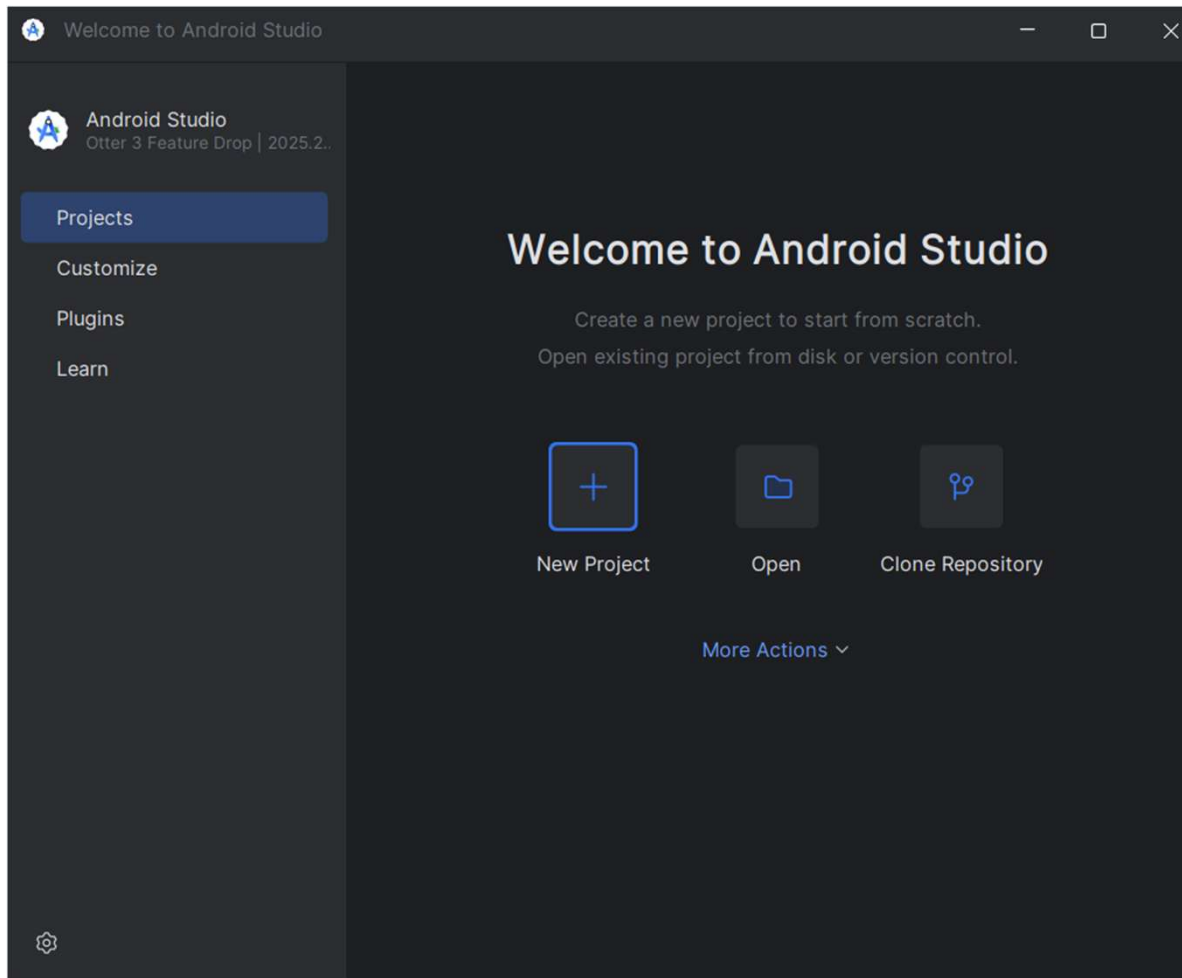 Welcome to Android Studio
Android Studio
Otter 3 Feature Drop | 2025.2..
Projects
Customize
Plugins
Learn
Welcome to Android Studio
Create a new project to start from scratch.
Open existing project from disk or version control.
New Project
Open
Clone Repository
More Actions